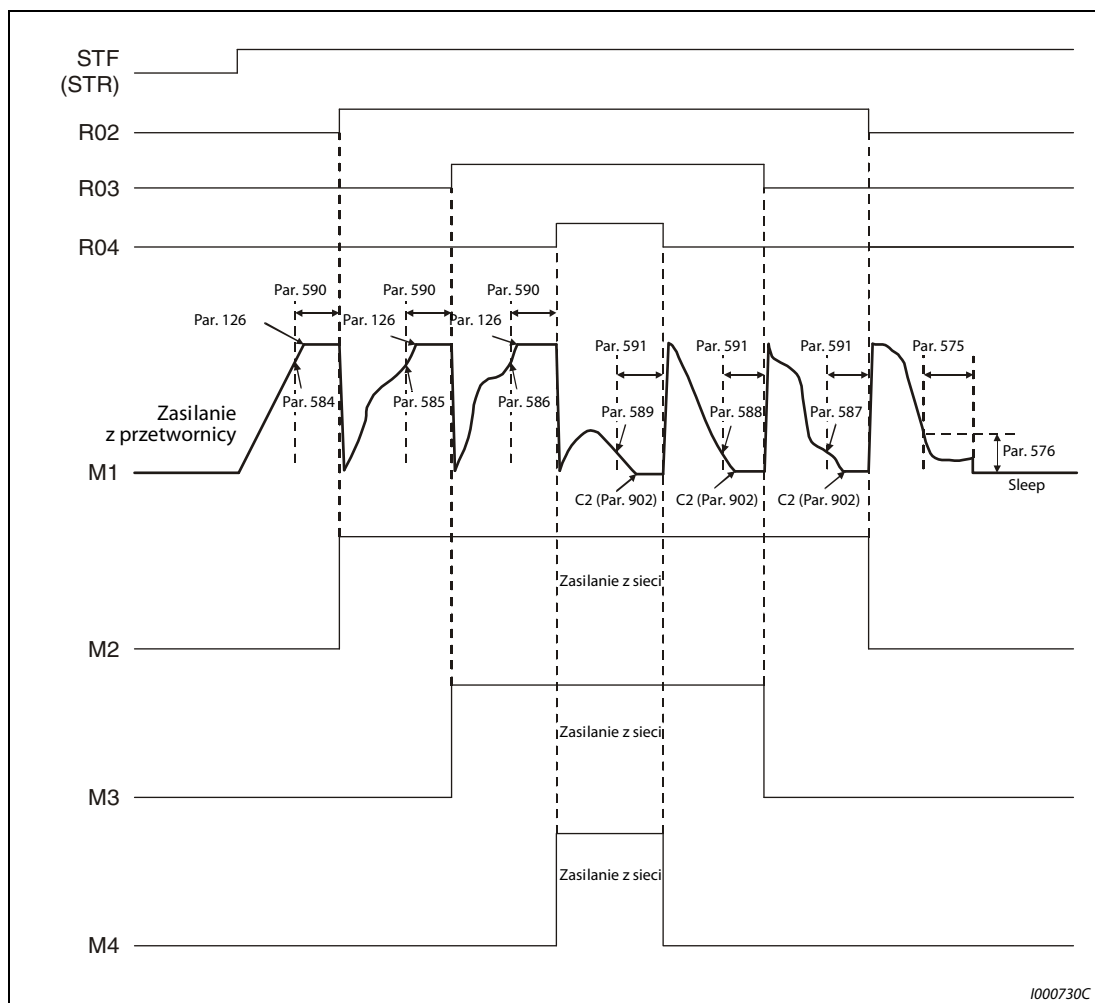 STF
(STR)
R02
R03
R04
Par. 590
Par. 590
Par. 590
Par. 126
Par. 126
Par. 126
Par. 591
Par. 591
Par. 591
Par. 575
Par. 584
Par. 585
Par. 586
Par. 589
Par. 588
Par. 587
Zasilanie
z przetwornicy
Par. 576
M1
Sleep
C2 (Par. 902)
C2 (Par. 902)
C2 (Par. 902)
Zasilanie z sieci
M2
Zasilanie z sieci
M3
Zasilanie z sieci
M4
I000730C